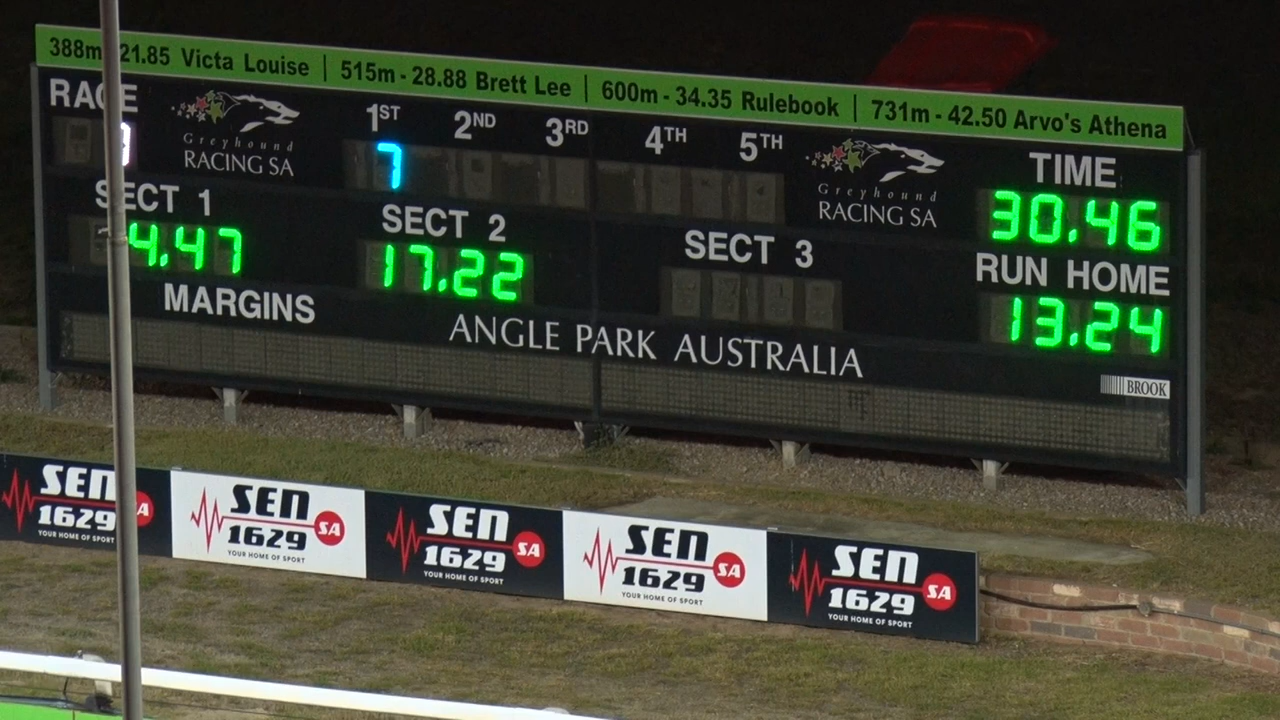 388m 21.85 Victa Louise | 515m - 28.88 Brett Lee | 600m - 34.35 Rulebook | 731m - 42.50 Arvo's Athena
RACE
Greyhound
RACING SA
1ST 2ND 3RD 4TH 5TH
7
Greyhound
RACING SA
TIME
30.46
SECT 1
4.47
SECT 2
17.22
SECT 3
RUN HOME
13.24
MARGINS
ANGLE PARK AUSTRALIA
BROOK
SEN
1629
SA
YOUR HOME OF SPORT
SEN
1629
SA
YOUR HOME OF SPORT
SEN
1629
SA
YOUR HOME OF SPORT
SEN
1629
SA
YOUR HOME OF SPORT
SEN
1629
SA
YOUR HOME OF SPORT